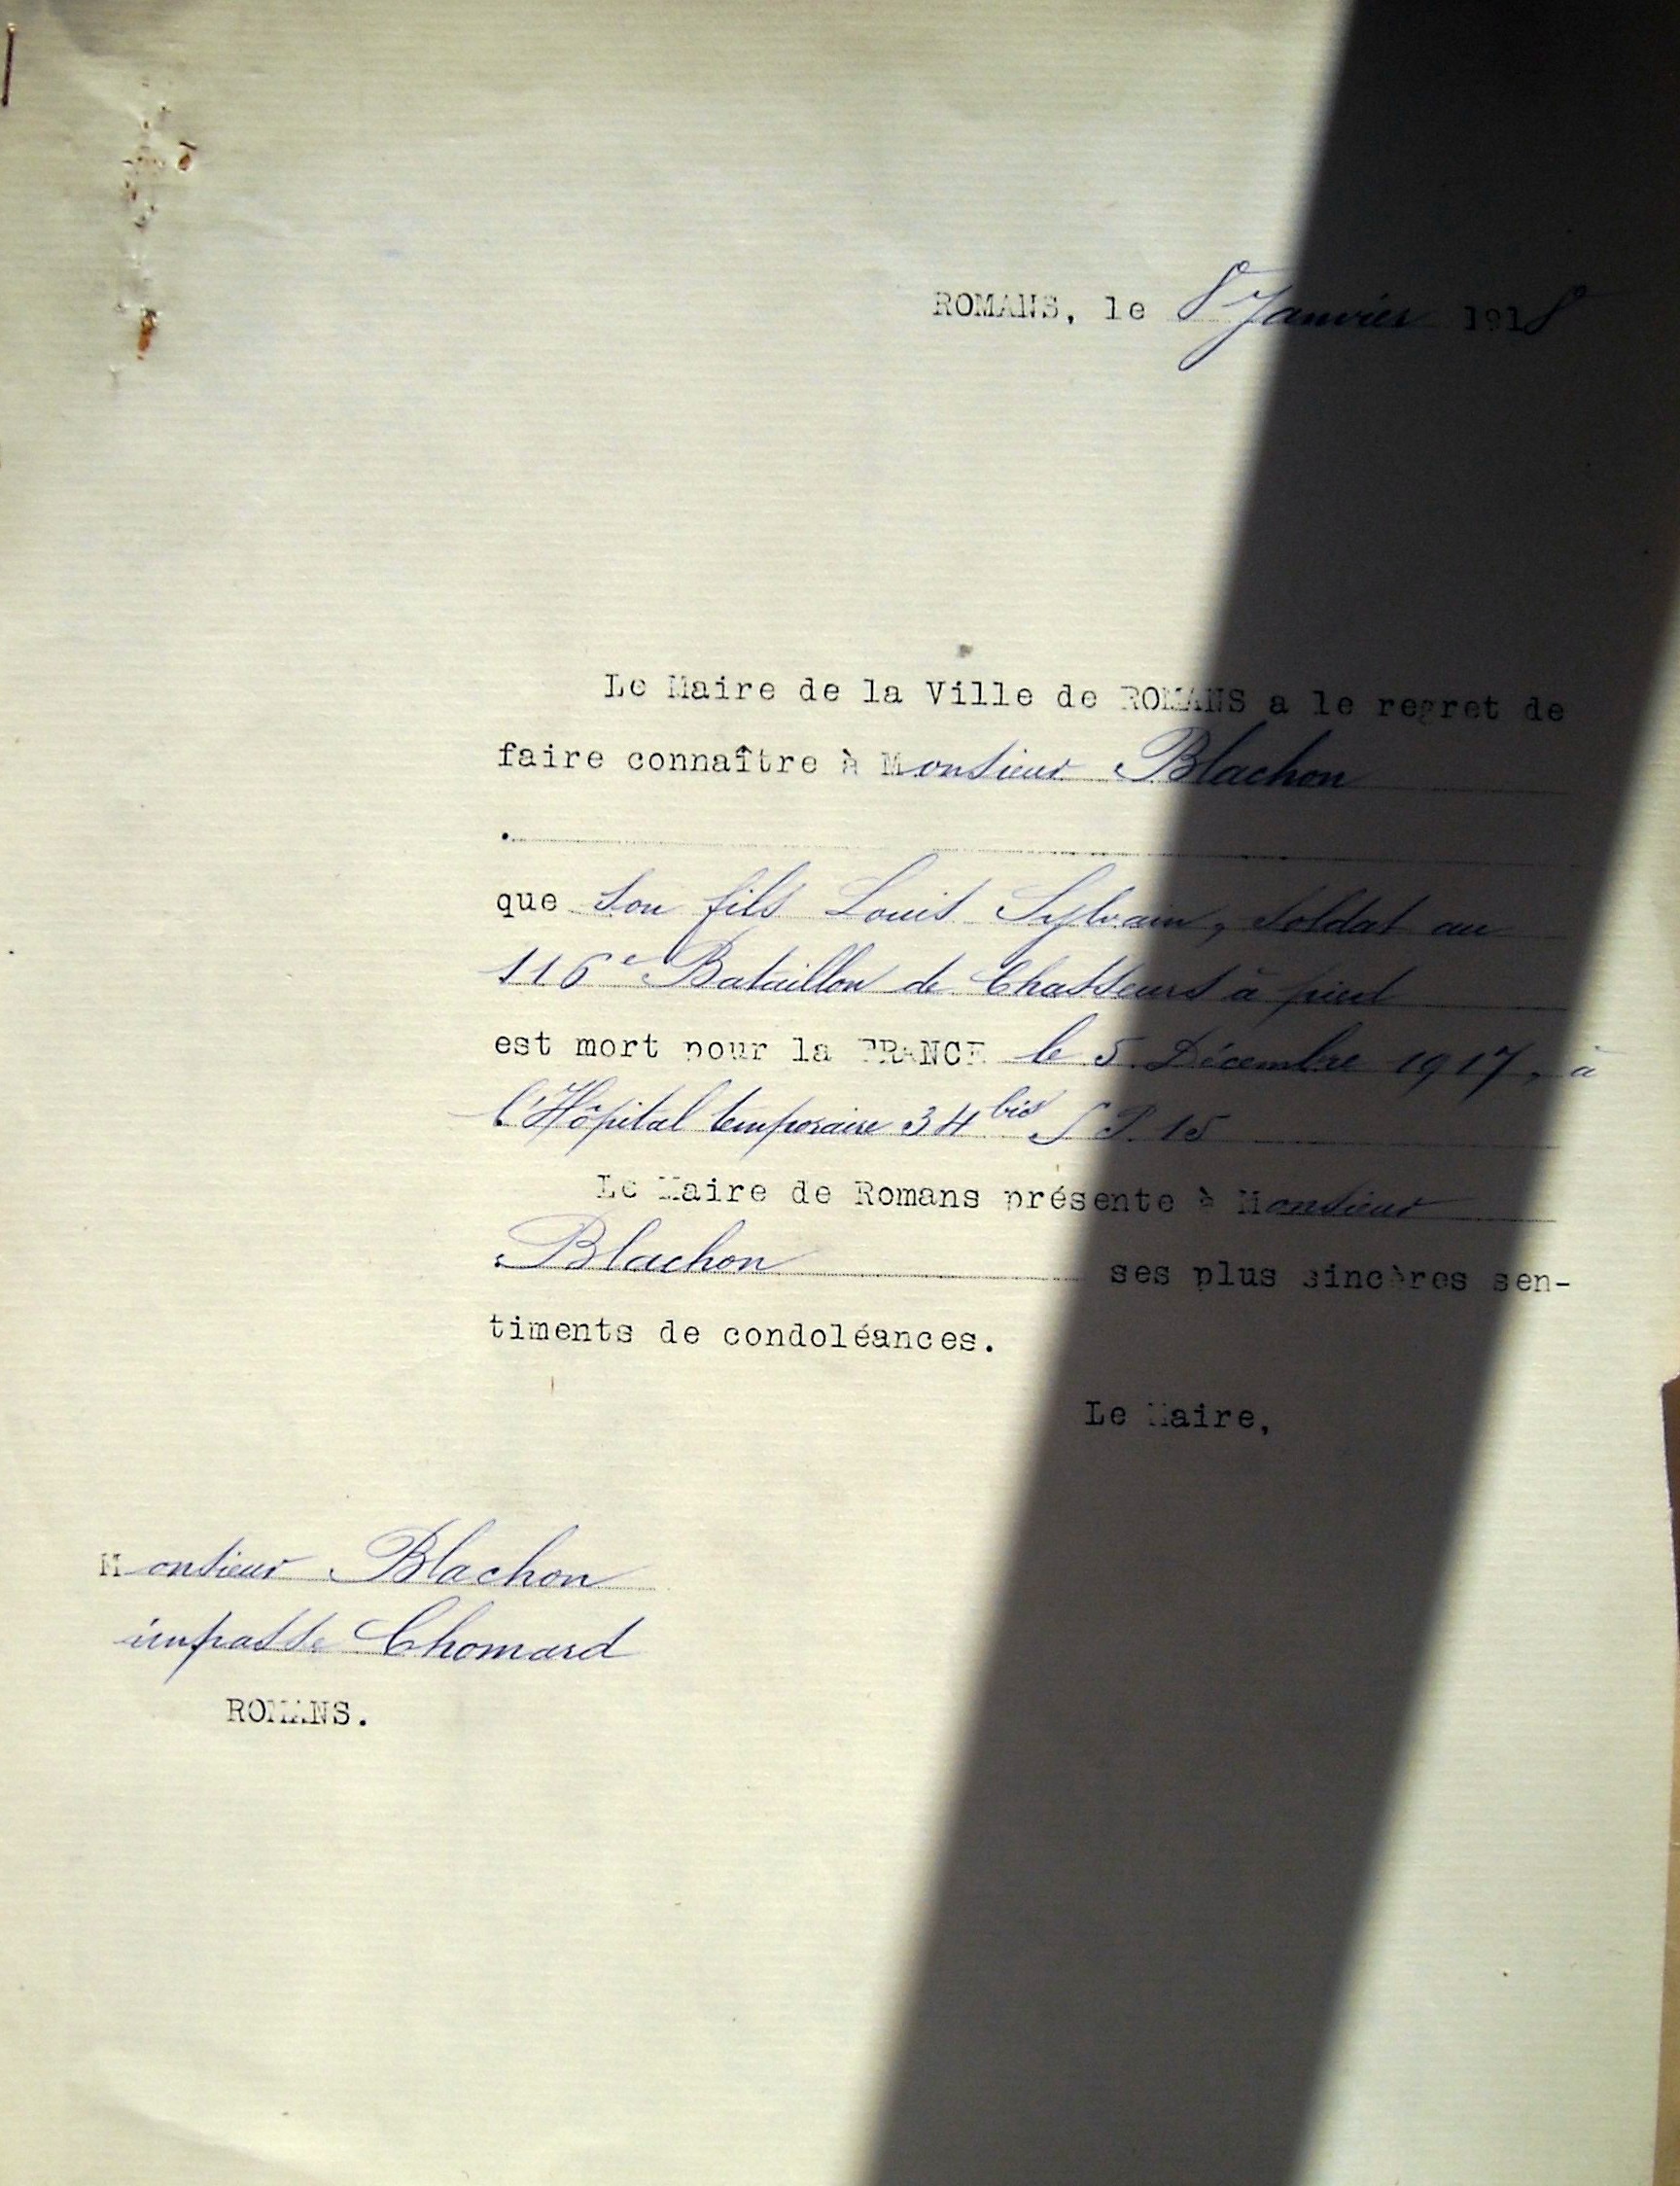 ROMANS, le 8 Janvier 1918
Le Maire de la Ville de ROMANS a le regret de
faire connaître à Monsieur Blachon
.
que son fils Louis Sylvain, soldat au
116e Bataillon de Chasseurs à pied
est mort pour la FRANCE le 5 Décembre 1917, à
l'Hôpital temporaire 34 bis S P. 15
Le Maire de Romans présente à Monsieur
Blachon ses plus sincères sen-
timents de condoléances.
Le Maire,
Monsieur Blachon
impasse Chomard
ROMANS.